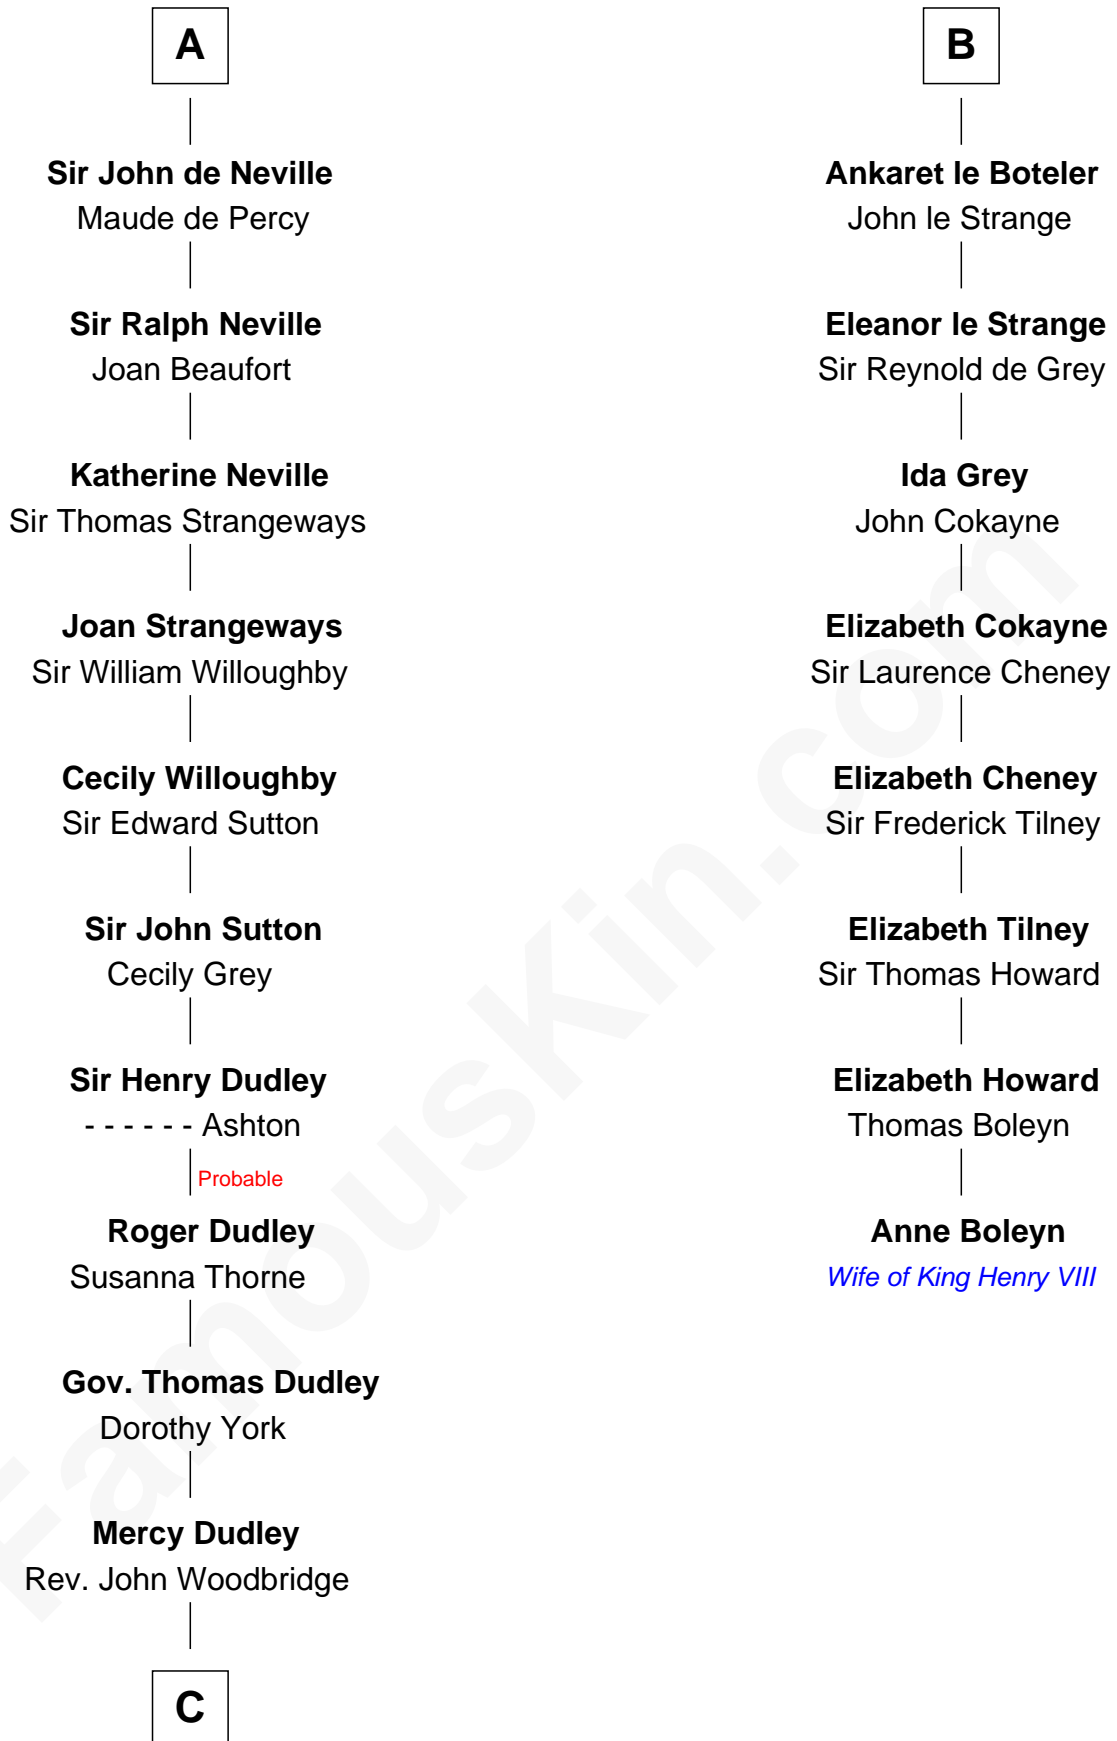 A
Sir John de Neville
Maude de Percy
Sir Ralph Neville
Joan Beaufort
Katherine Neville
Sir Thomas Strangeways
Joan Strangeways
Sir William Willoughby
Cecily Willoughby
Sir Edward Sutton
Sir John Sutton
Cecily Grey
Sir Henry Dudley
- - - - - - Ashton
Probable
Roger Dudley
Susanna Thorne
Gov. Thomas Dudley
Dorothy York
Mercy Dudley
Rev. John Woodbridge
C
B
Ankaret le Boteler
John le Strange
Eleanor le Strange
Sir Reynold de Grey
Ida Grey
John Cokayne
Elizabeth Cokayne
Sir Laurence Cheney
Elizabeth Cheney
Sir Frederick Tilney
Elizabeth Tilney
Sir Thomas Howard
Elizabeth Howard
Thomas Boleyn
Anne Boleyn
Wife of King Henry VIII
FamousKin.com